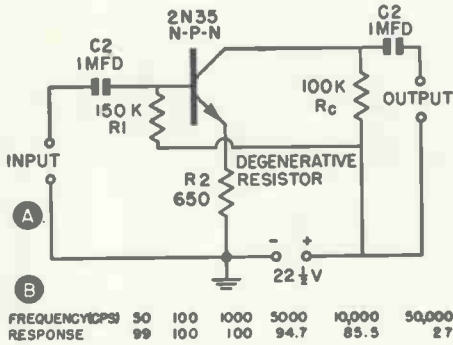 2N35
N-P-N
C2
1MFD
C2
1MFD
150 K
R1
100K
RC
OUTPUT
INPUT
DEGENERATIVE
RESISTOR
R2
650
A
- +
22 ½ V
B
FREQUENCY(CPS) 50 100 1000 5000 10,000 50,000
RESPONSE 99 100 100 94.7 85.5 27